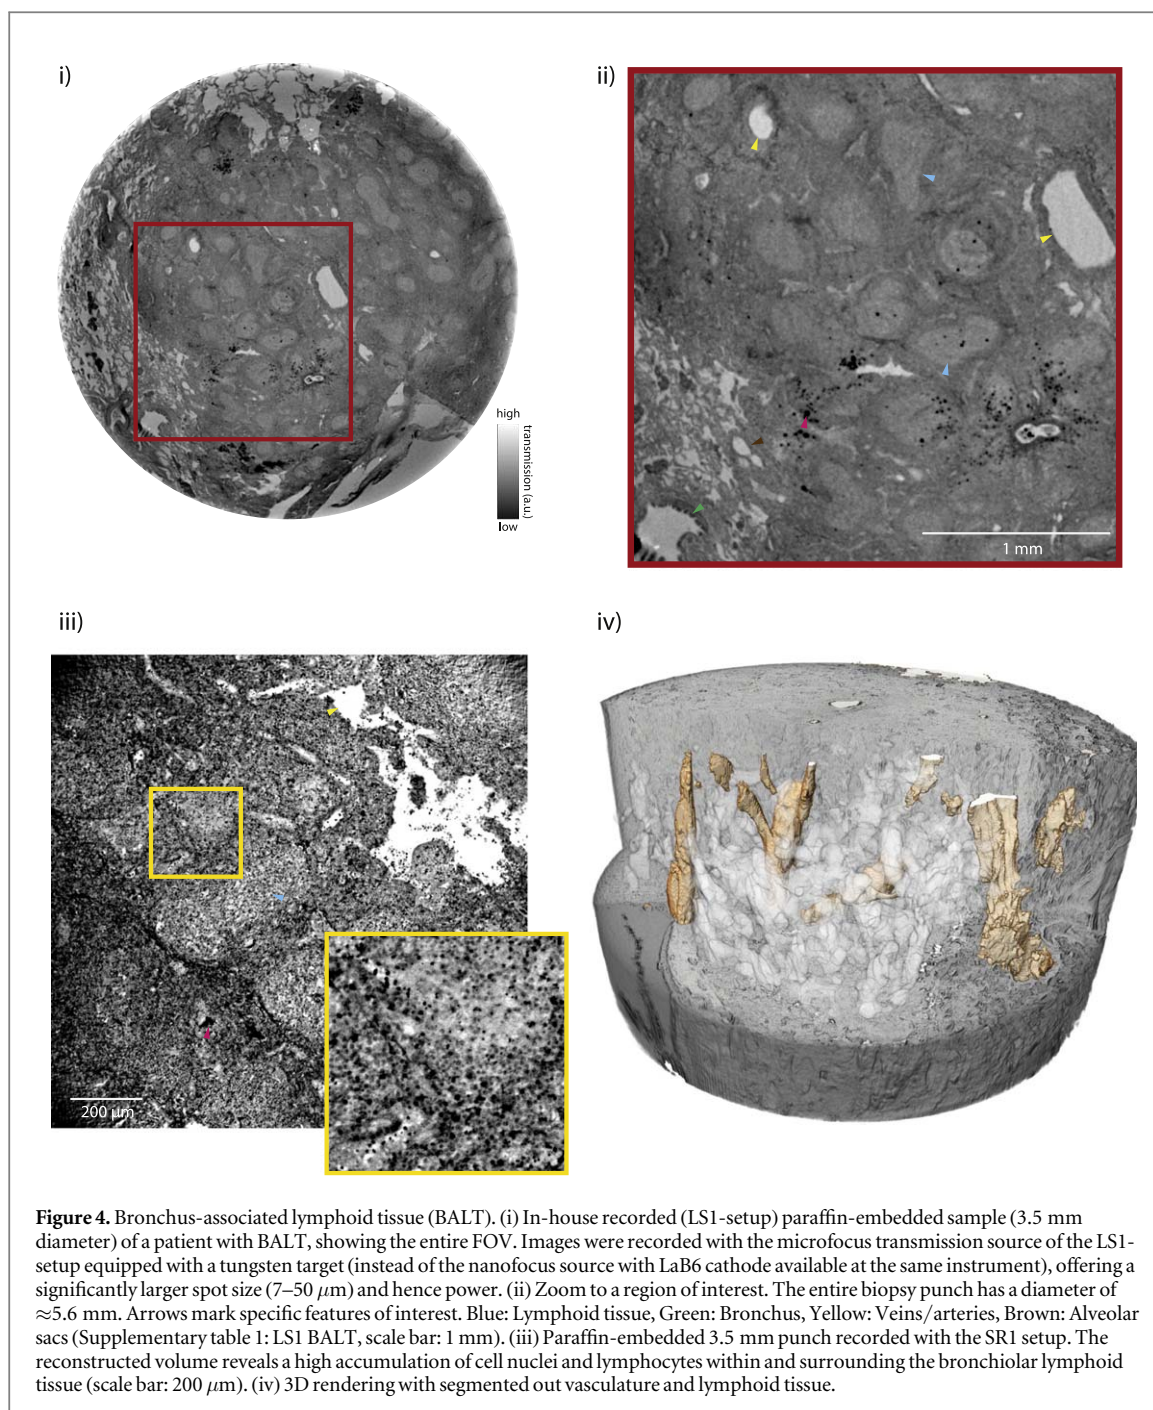 i)
ii)
high
transmission (a.u.)
low
1 mm
iii)
iv)
200 μm
Figure 4. Bronchus-associated lymphoid tissue (BALT). (i) In-house recorded (LS1-setup) paraffin-embedded sample (3.5 mm
diameter) of a patient with BALT, showing the entire FOV. Images were recorded with the microfocus transmission source of the LS1-
setup equipped with a tungsten target (instead of the nanofocus source with LaB6 cathode available at the same instrument), offering a
significantly larger spot size (7–50 μm) and hence power. (ii) Zoom to a region of interest. The entire biopsy punch has a diameter of
≈5.6 mm. Arrows mark specific features of interest. Blue: Lymphoid tissue, Green: Bronchus, Yellow: Veins/arteries, Brown: Alveolar
sacs (Supplementary table 1: LS1 BALT, scale bar: 1 mm). (iii) Paraffin-embedded 3.5 mm punch recorded with the SR1 setup. The
reconstructed volume reveals a high accumulation of cell nuclei and lymphocytes within and surrounding the bronchiolar lymphoid
tissue (scale bar: 200 μm). (iv) 3D rendering with segmented out vasculature and lymphoid tissue.